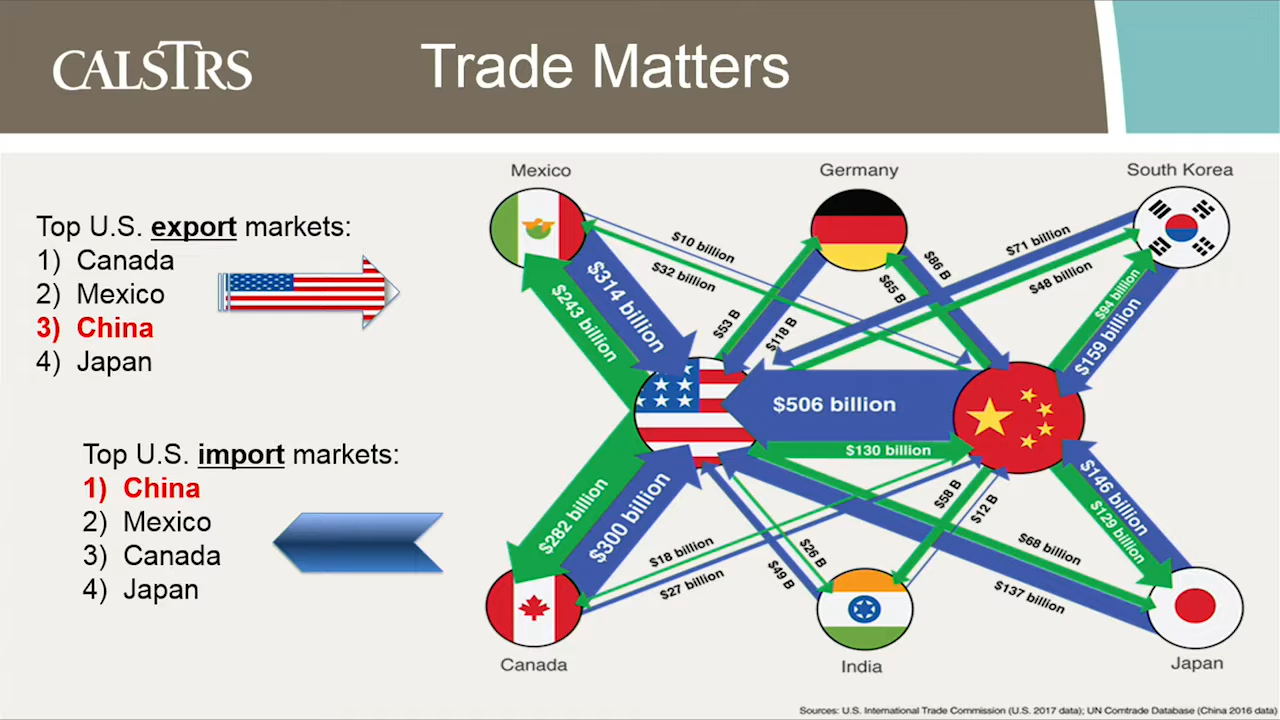 CALSTRS
Trade Matters
Top U.S. export markets:
1) Canada
2) Mexico
3) China
4) Japan
Top U.S. import markets:
1) China
2) Mexico
3) Canada
4) Japan
Mexico
Germany
South Korea
$10 billion
$32 billion
$314 billion
$243 billion
$53 B
$118 B
$86 B
$65 B
$71 billion
$48 billion
$94 billion
$159 billion
$506 billion
$130 billion
$282 billion
$300 billion
$18 billion
$27 billion
$26 B
$49 B
$58 B
$12 B
$68 billion
$137 billion
$146 billion
$129 billion
Canada
India
Japan
Sources: U.S. International Trade Commission (U.S. 2017 data); UN Comtrade Database (China 2016 data)